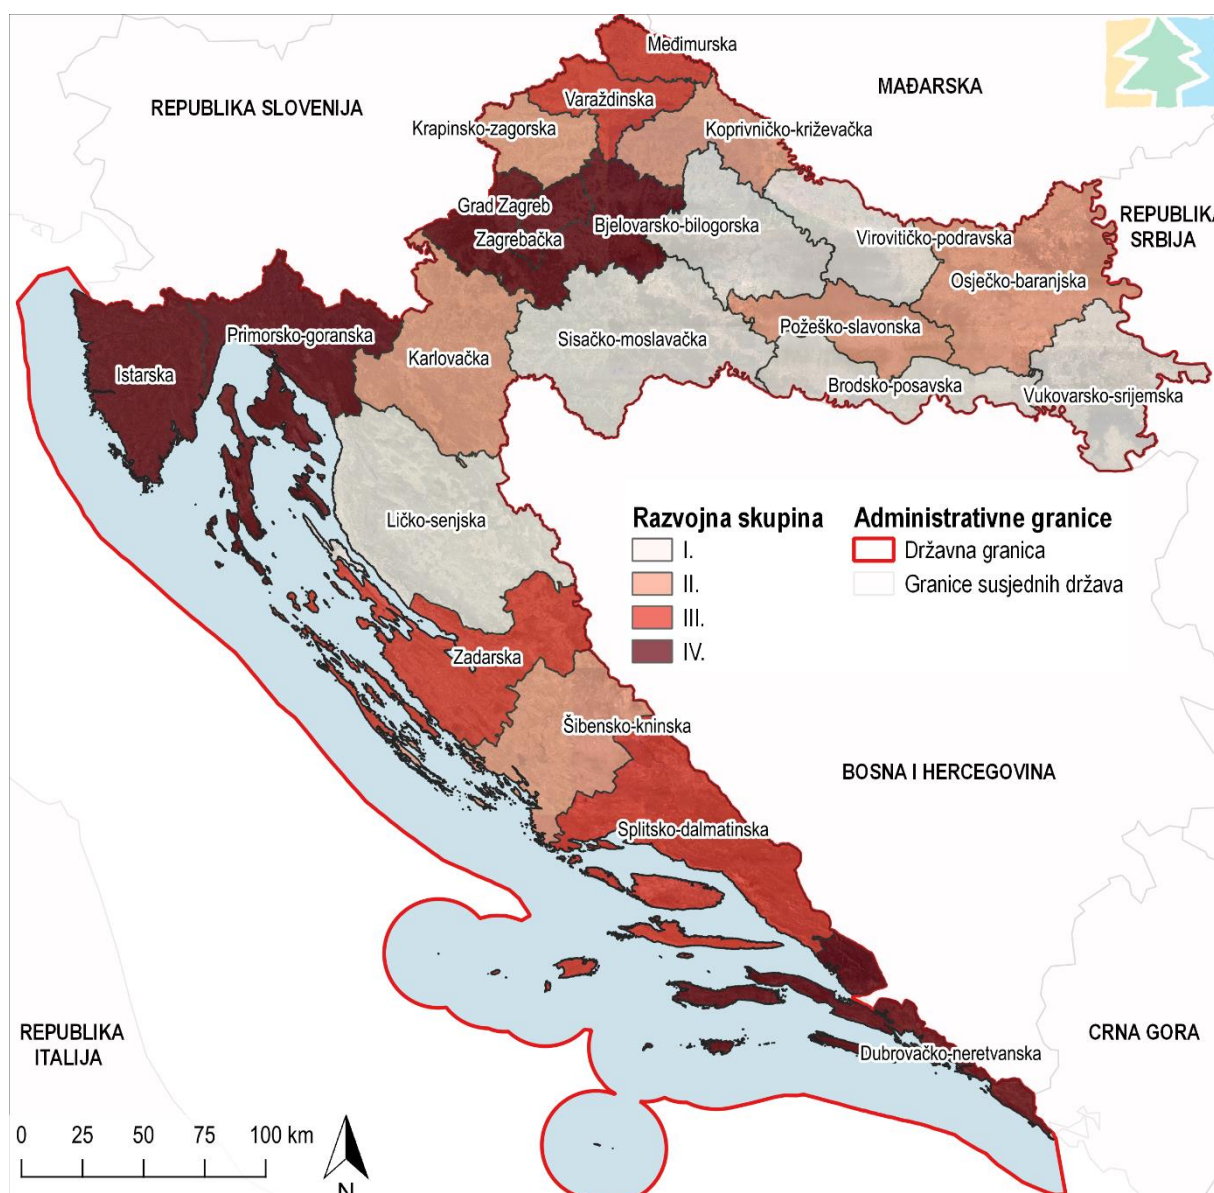 Međimurska
REPUBLIKA SLOVENIJA
MAĐARSKA
Varaždinska
Krapinsko-zagorska
Koprivničko-križevačka
Grad Zagreb
Zagrebačka
Bjelovarsko-bilogorska
Virovitičko-podravska
REPUBLIKA
SRBIJA
Osječko-baranjska
Primorsko-goranska
Istarska
Karlovačka
Sisačko-moslavačka
Požeško-slavonska
Brodsko-posavska
Vukovarsko-srijemska
Ličko-senjska
Razvojna skupina
I.
II.
III.
IV.
Administrativne granice
Državna granica
Granice susjednih država
Zadarska
Šibensko-kninska
BOSNA I HERCEGOVINA
Splitsko-dalmatinska
REPUBLIKA
ITALIJA
CRNA GORA
Dubrovačko-neretvanska
0 25 50 75 100 km
N